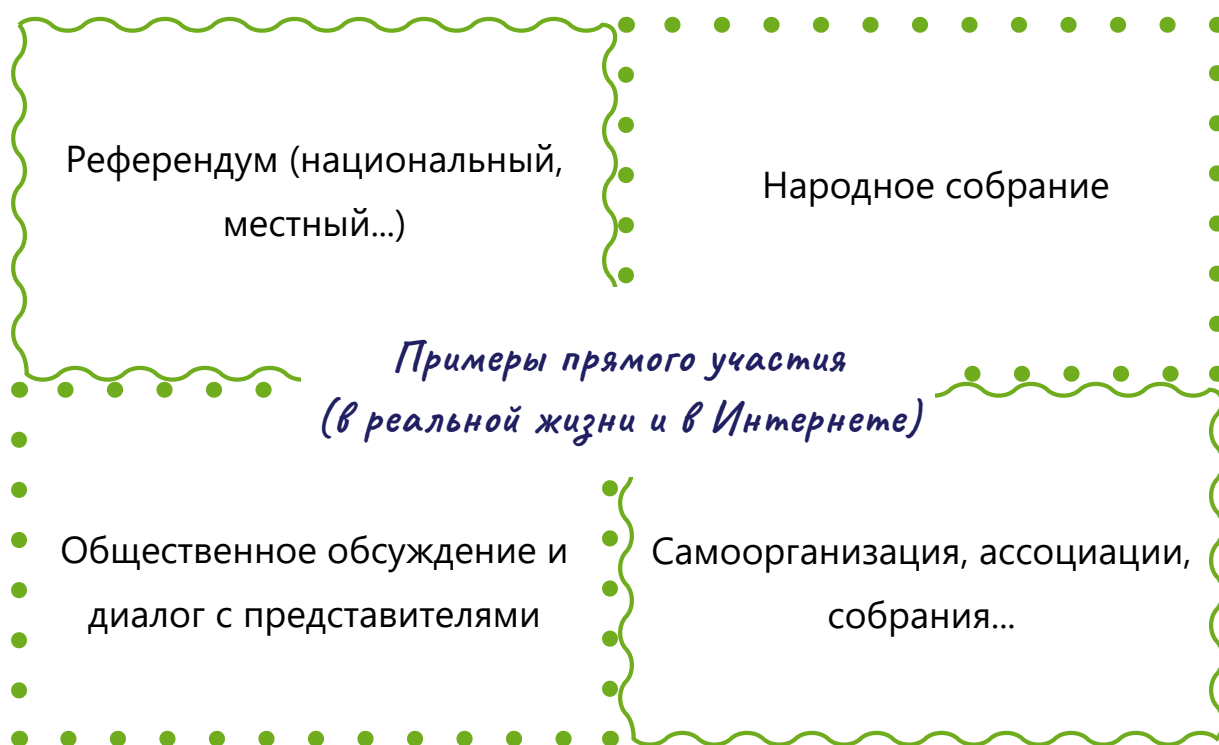 Референдум (национальный,
местный...)
Народное собрание
Примеры прямого участия
(в реальной жизни и в Интернете)
Общественное обсуждение и
диалог с представителями
Самоорганизация, ассоциации,
собрания...